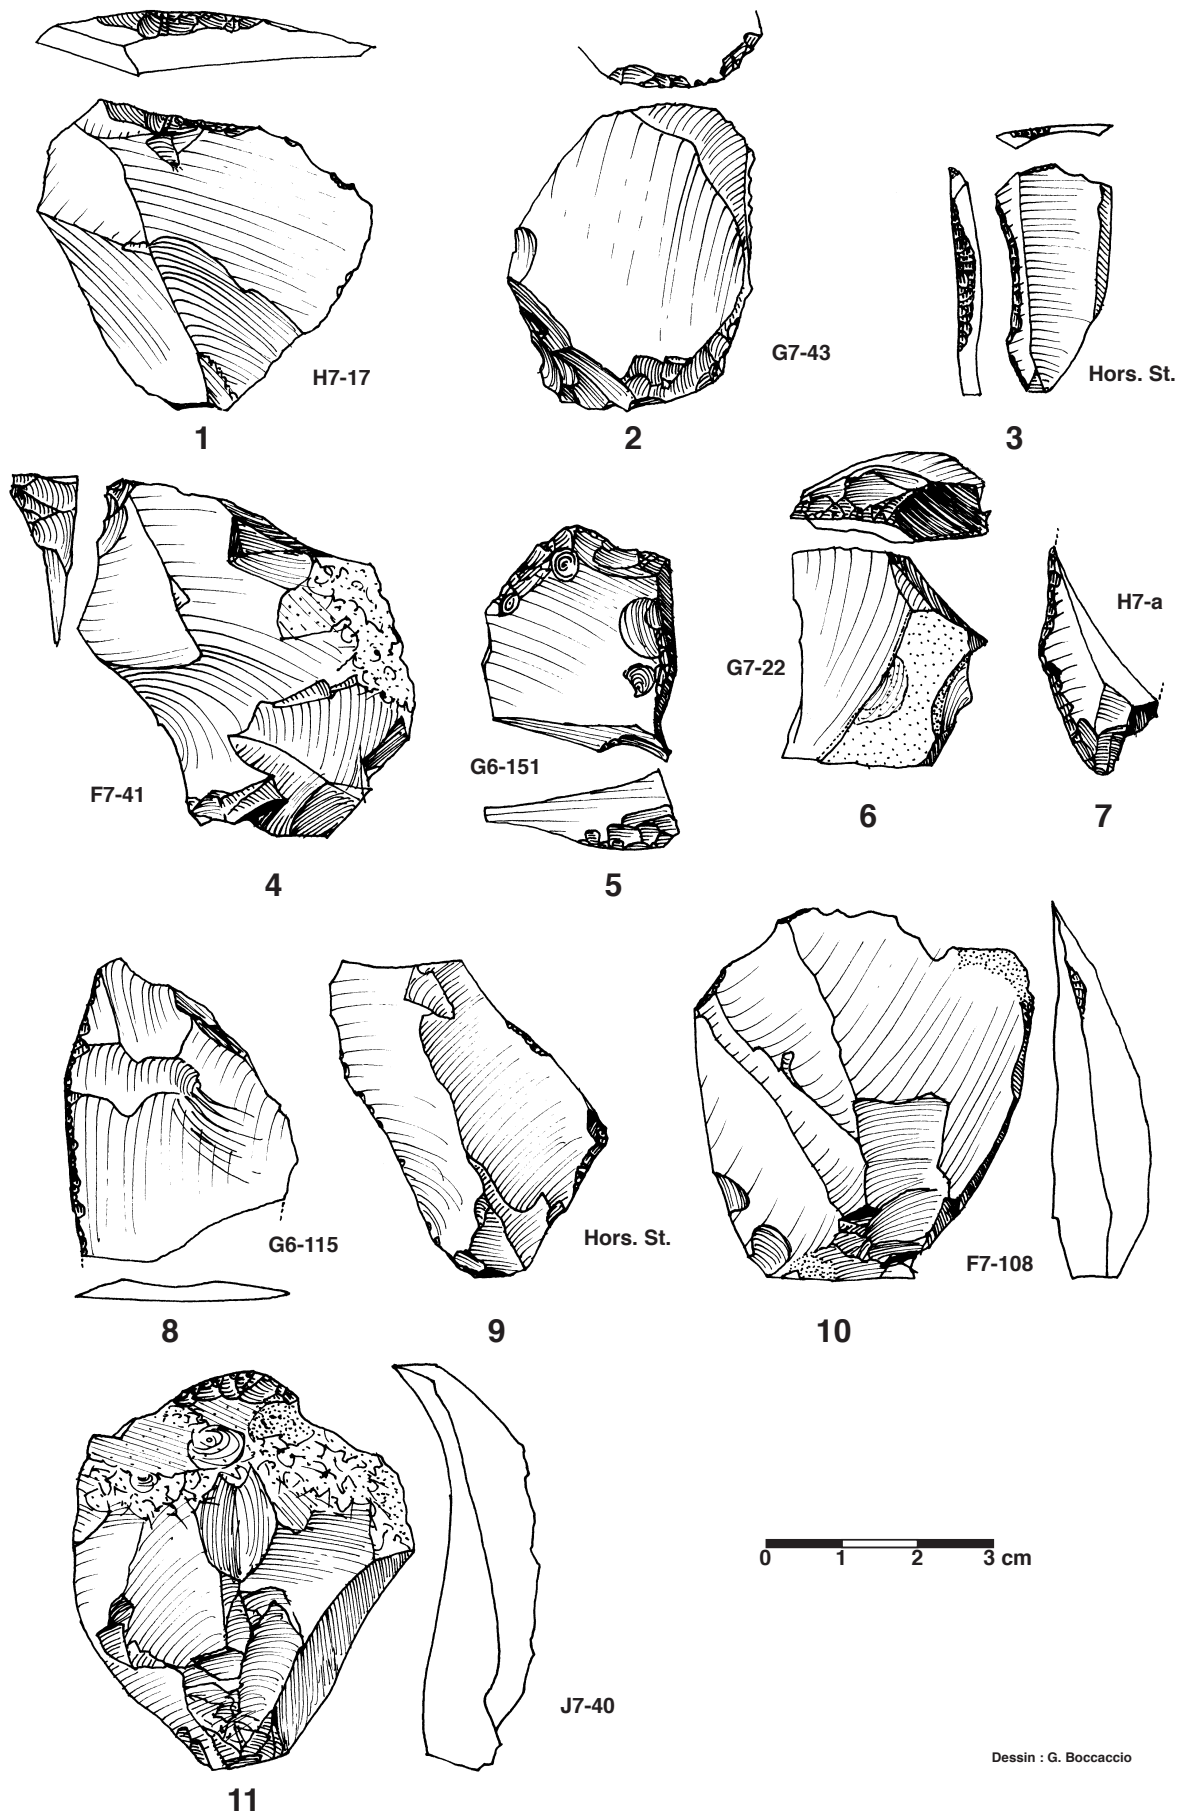 H7-17
1
G7-43
2
Hors. St.
3
F7-41
4
G6-151
5
G7-22
6
H7-a
7
G6-115
8
Hors. St.
9
F7-108
10
J7-40
11
0 1 2 3 cm
Dessin : G. Boccaccio